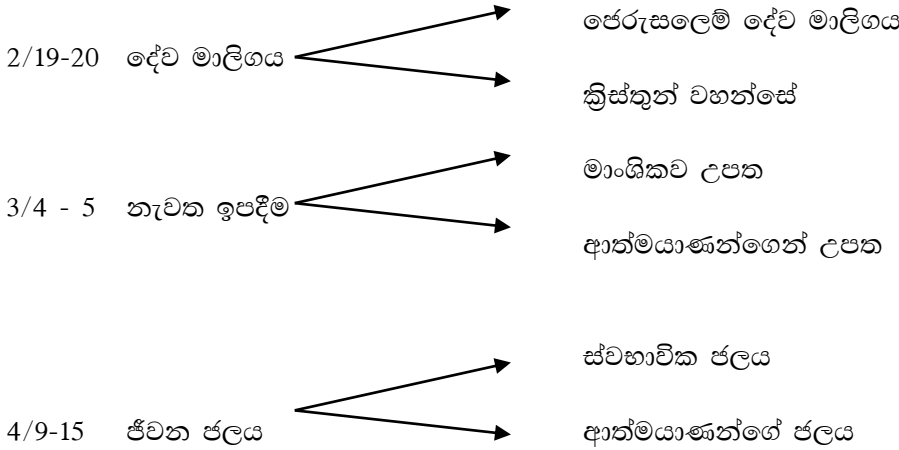 ජෙරුසලෙම් දේව මාලිගය
2/19-20 දේව මාලිගය
ක්‍රිස්තුන් වහන්සේ
මාංශිකව උපත
3/4 - 5 නැවත ඉපදීම
ආත්මයාණන්ගෙන් උපත
ස්වභාවික ජලය
4/9-15 ජීවන ජලය
ආත්මයාණන්ගේ ජලය